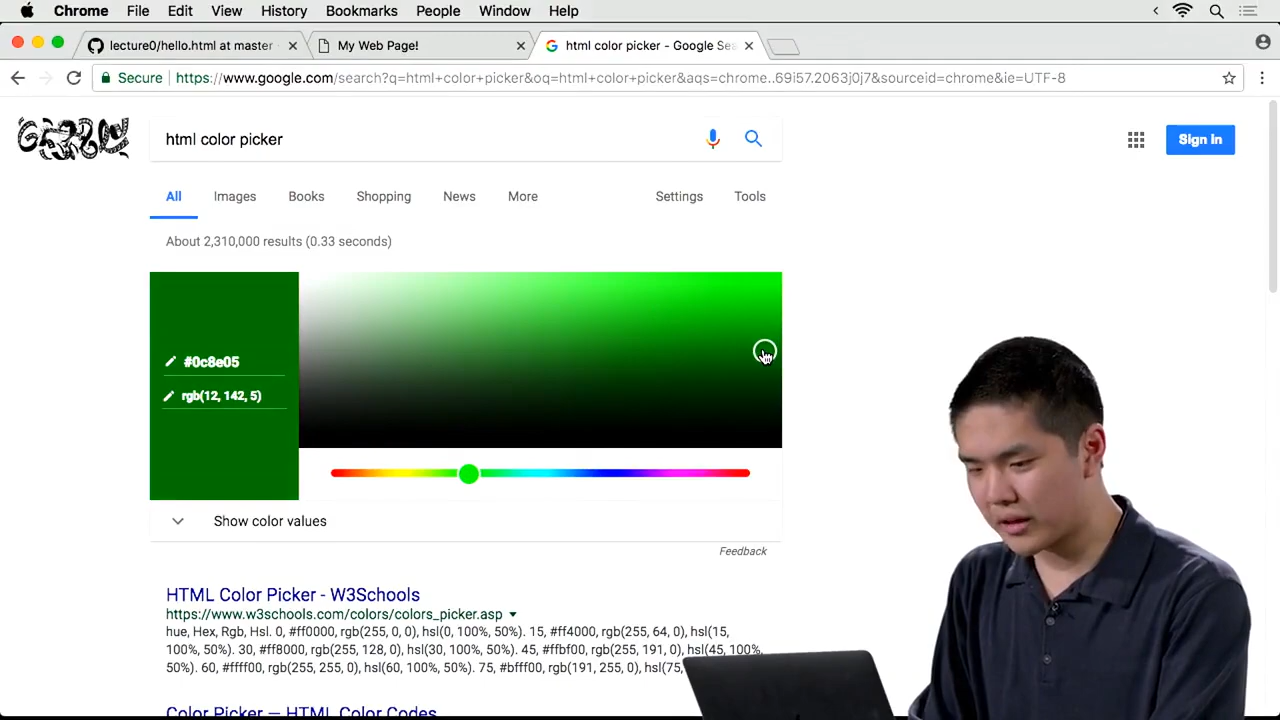 Chrome File Edit View History Bookmarks People Window Help
lecture0/hello.html at master My Web Page! html color picker - Google Sea
Secure https://www.google.com/search?q=html+color+picker&oq=html+color+picker&aqs=chrome..69i57.2063j0j7&sourceid=chrome&ie=UTF-8
html color picker
Sign in
All Images Books Shopping News More Settings Tools
About 2,310,000 results (0.33 seconds)
#0c8e05
rgb(12, 142, 5)
Show color values
Feedback
HTML Color Picker - W3Schools
https://www.w3schools.com/colors/colors_picker.asp
hue, Hex, Rgb, Hsl. 0, #ff0000, rgb(255, 0, 0), hsl(0, 100%, 50%). 15, #ff4000, rgb(255, 64, 0), hsl(15,
100%, 50%). 30, #ff8000, rgb(255, 128, 0), hsl(30, 100%, 50%). 45, #ffbf00, rgb(255, 191, 0), hsl(45, 100%,
50%). 60, #ffff00, rgb(255, 255, 0), hsl(60, 100%, 50%). 75, #bfff00, rgb(191, 255, 0), hsl(75,
Color Picker — HTML Color Codes